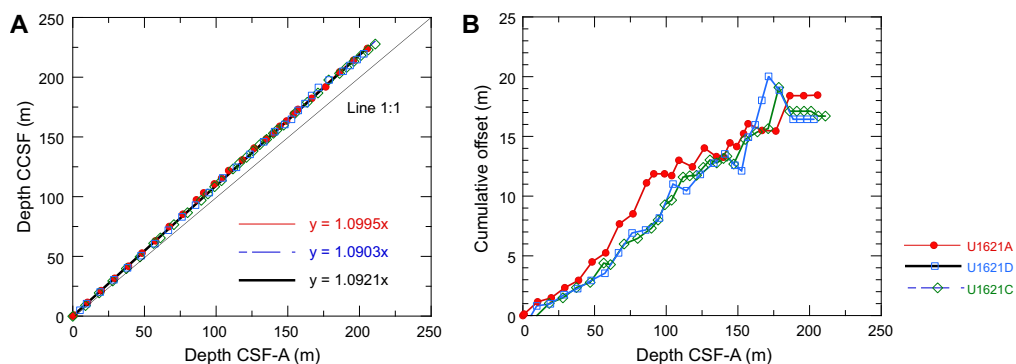 A
250
200
150
100
50
0
Depth CCSF (m)
Line 1:1
y = 1.0995x
y = 1.0903x
y = 1.0921x
0
50
100
150
200
250
Depth CSF-A (m)
B
25
20
15
10
5
0
Cumulative offset (m)
0
50
100
150
200
250
Depth CSF-A (m)
U1621A
U1621D
U1621C